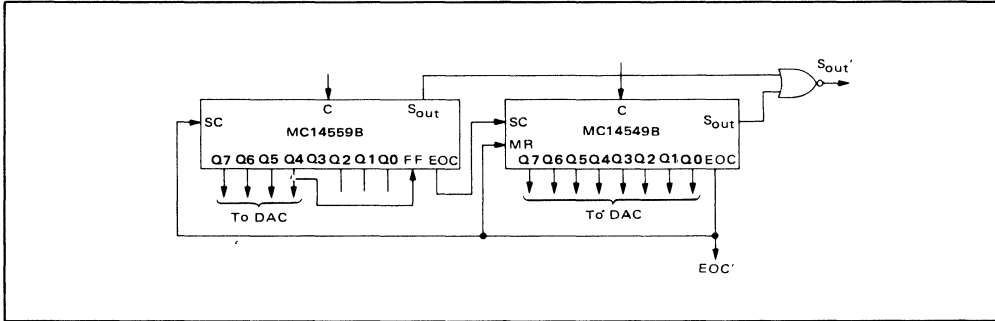 Sout'
C
Sout
SC
MC14559B
Q7 Q6 Q5 Q4 Q3 Q2 Q1 Q0 FF EOC
To DAC
C
Sout
SC
MC14549B
MR
Q7 Q6 Q5 Q4 Q3 Q2 Q1 Q0 EOC
To DAC
EOC'